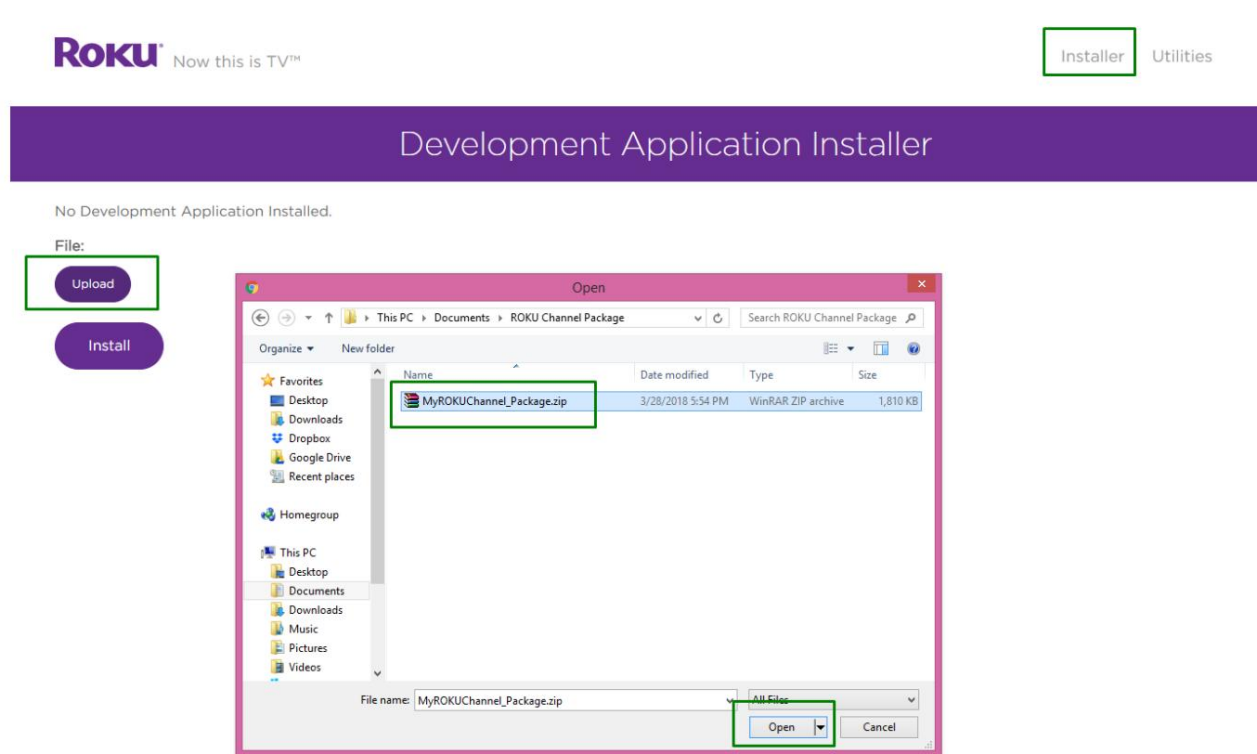 ROKU Now this is TV™
Installer Utilities
Development Application Installer
No Development Application Installed.
File:
Upload
Install
Open
This PC Documents ROKU Channel Package
Search ROKU Channel Package
Organize New folder
Name Date modified Type Size
MyROKUChannel_Package.zip 3/28/2018 5:54 PM WinRAR ZIP archive 1,810 KB
Favorites
Desktop
Downloads
Dropbox
Google Drive
Recent places
Homegroup
This PC
Desktop
Documents
Downloads
Music
Pictures
Videos
File name: MyROKUChannel_Package.zip All Files
Open Cancel